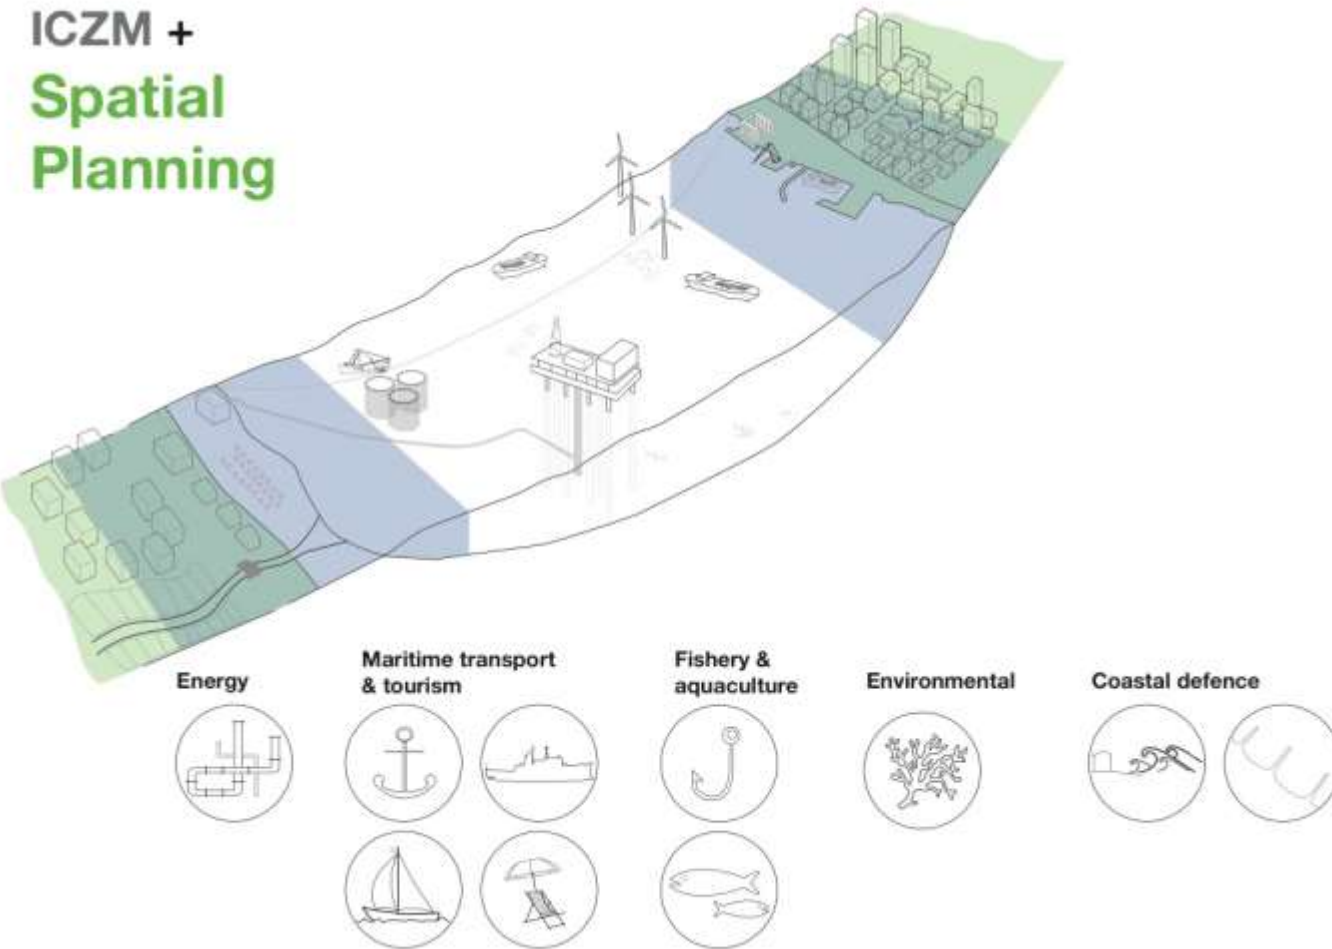 ICZM +
Spatial
Planning
Energy
Maritime transport
& tourism
Fishery &
aquaculture
Environmental
Coastal defence